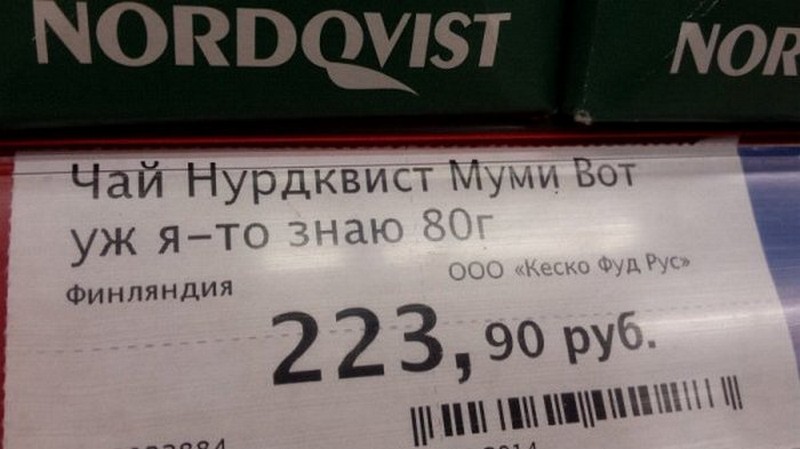 NORDQVIST NOR
Чай Нурдквист Муми Вот
уж я-то знаю 80г
Финляндия ООО «Кеско Фуд Рус»
223,90 руб.